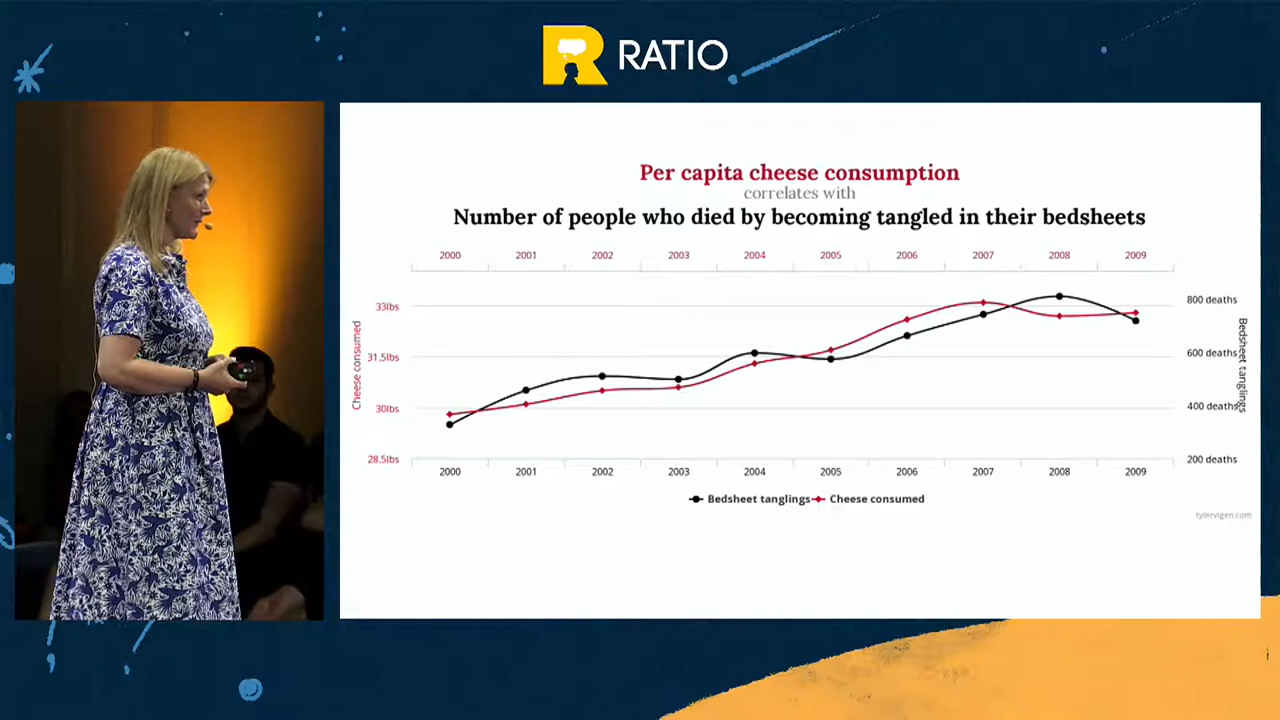 R RATIO
Per capita cheese consumption
correlates with
Number of people who died by becoming tangled in their bedsheets
2000 2001 2002 2003 2004 2005 2006 2007 2008 2009
Cheese consumed
33lbs
31.5lbs
30lbs
28.5lbs
800 deaths
600 deaths
400 deaths
200 deaths
Bedsheet tanglings
2000 2001 2002 2003 2004 2005 2006 2007 2008 2009
Bedsheet tanglings Cheese consumed
tylervigen.com